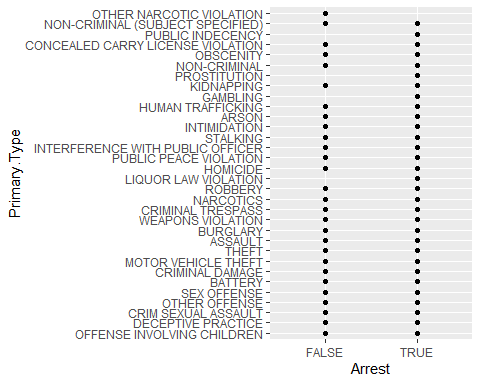 OTHER NARCOTIC VIOLATION
NON-CRIMINAL (SUBJECT SPECIFIED)
PUBLIC INDECENCY
CONCEALED CARRY LICENSE VIOLATION
OBSCENITY
NON-CRIMINAL
PROSTITUTION
KIDNAPPING
GAMBLING
HUMAN TRAFFICKING
ARSON
INTIMIDATION
STALKING
INTERFERENCE WITH PUBLIC OFFICER
PUBLIC PEACE VIOLATION
HOMICIDE
LIQUOR LAW VIOLATION
ROBBERY
NARCOTICS
CRIMINAL TRESPASS
WEAPONS VIOLATION
BURGLARY
ASSAULT
THEFT
MOTOR VEHICLE THEFT
CRIMINAL DAMAGE
BATTERY
SEX OFFENSE
OTHER OFFENSE
CRIM SEXUAL ASSAULT
DECEPTIVE PRACTICE
OFFENSE INVOLVING CHILDREN
Primary.Type
FALSE TRUE
Arrest